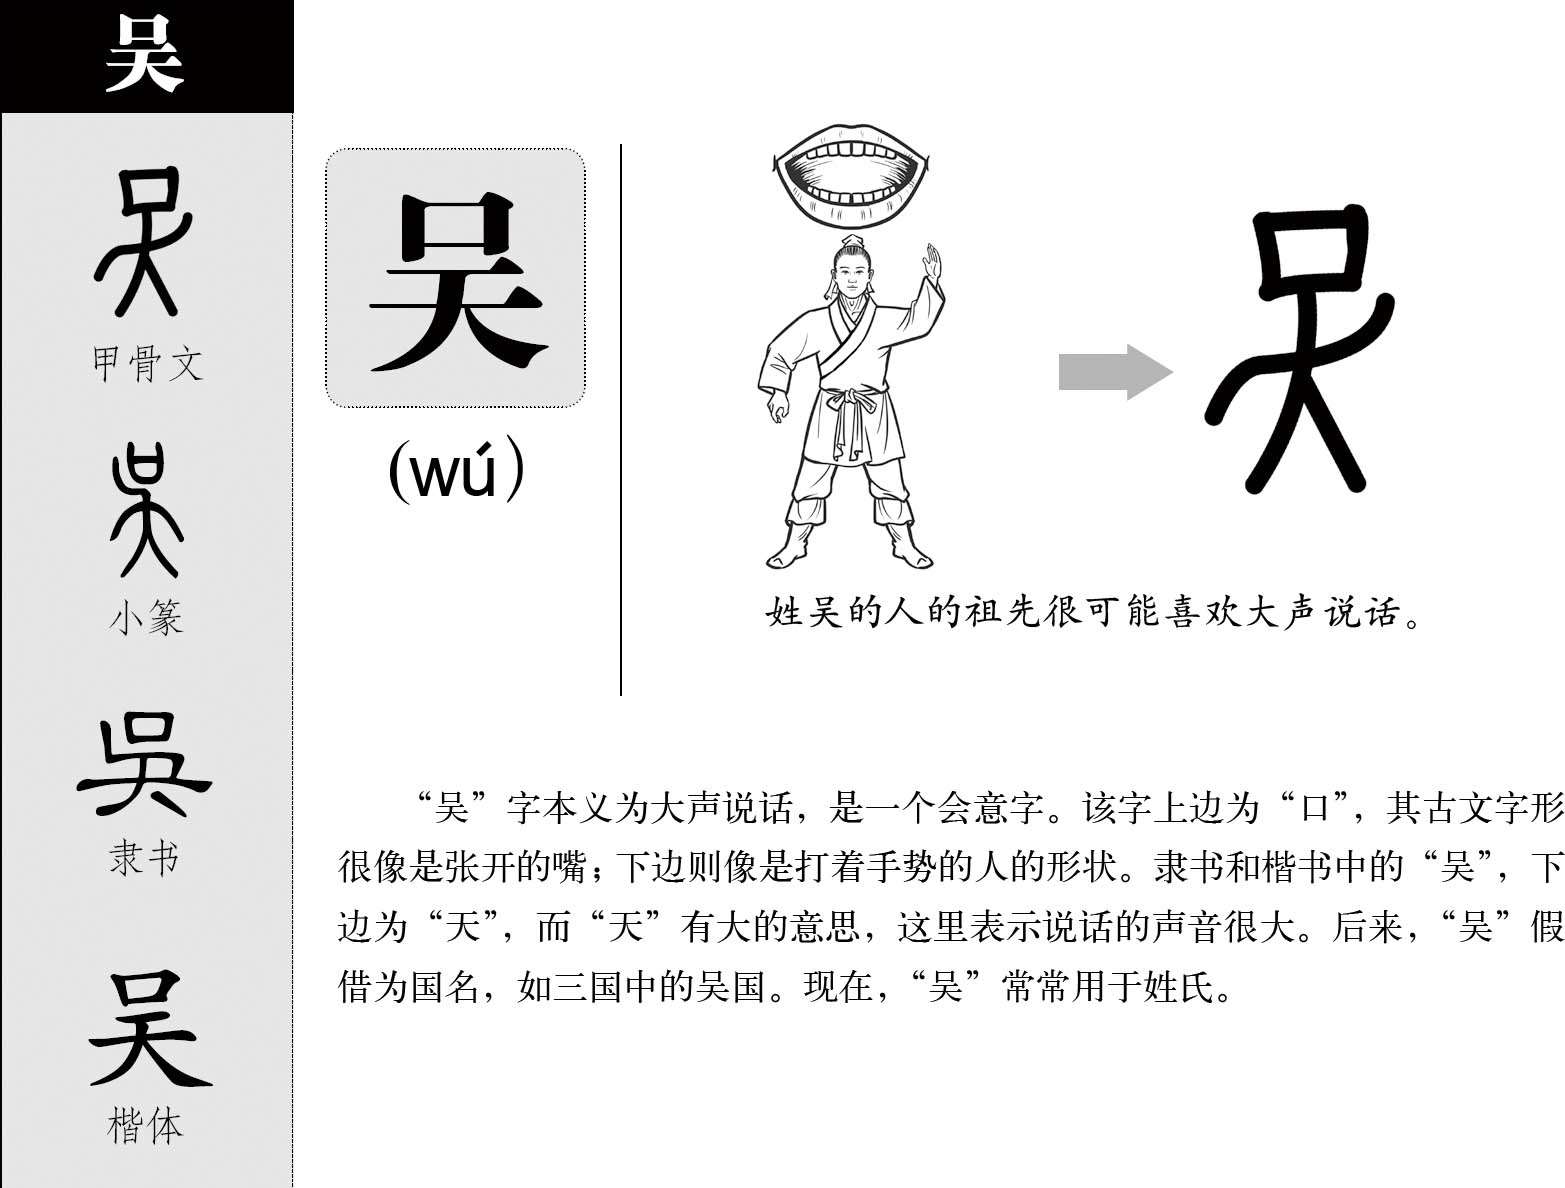 吴
甲骨文
小篆
隶书
楷体
吴
(wú)
姓吴的人的祖先很可能喜欢大声说话。
“吴”字本义为大声说话，是一个会意字。该字上边为“口”，其古文字形
很像是张开的嘴；下边则像是打着手势的人的形状。隶书和楷书中的“吴”，下
边为“天”，而“天”有大的意思，这里表示说话的声音很大。后来，“吴”假
借为国名，如三国中的吴国。现在，“吴”常常用于姓氏。